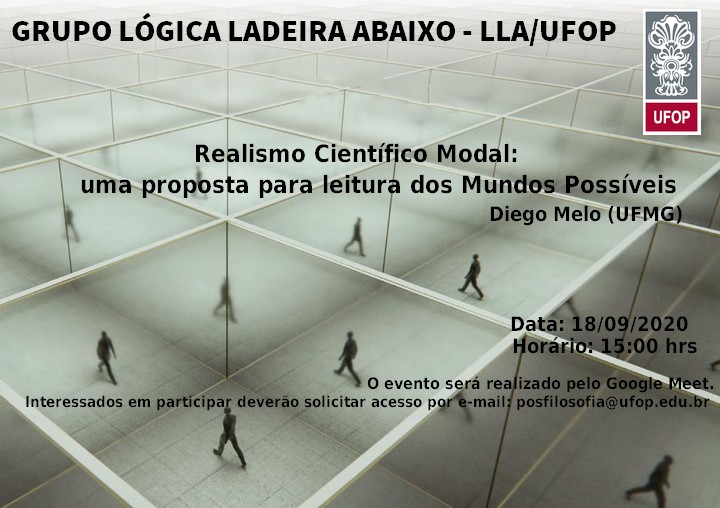 GRUPO LÓGICA LADEIRA ABAIXO - LLA/UFOP
UFOP
Realismo Científico Modal:
uma proposta para leitura dos Mundos Possíveis
Diego Melo (UFMG)
Data: 18/09/2020
Horário: 15:00 hrs
O evento será realizado pelo Google Meet.
Interessados em participar deverão solicitar acesso por e-mail: posfilosofia@ufop.edu.br